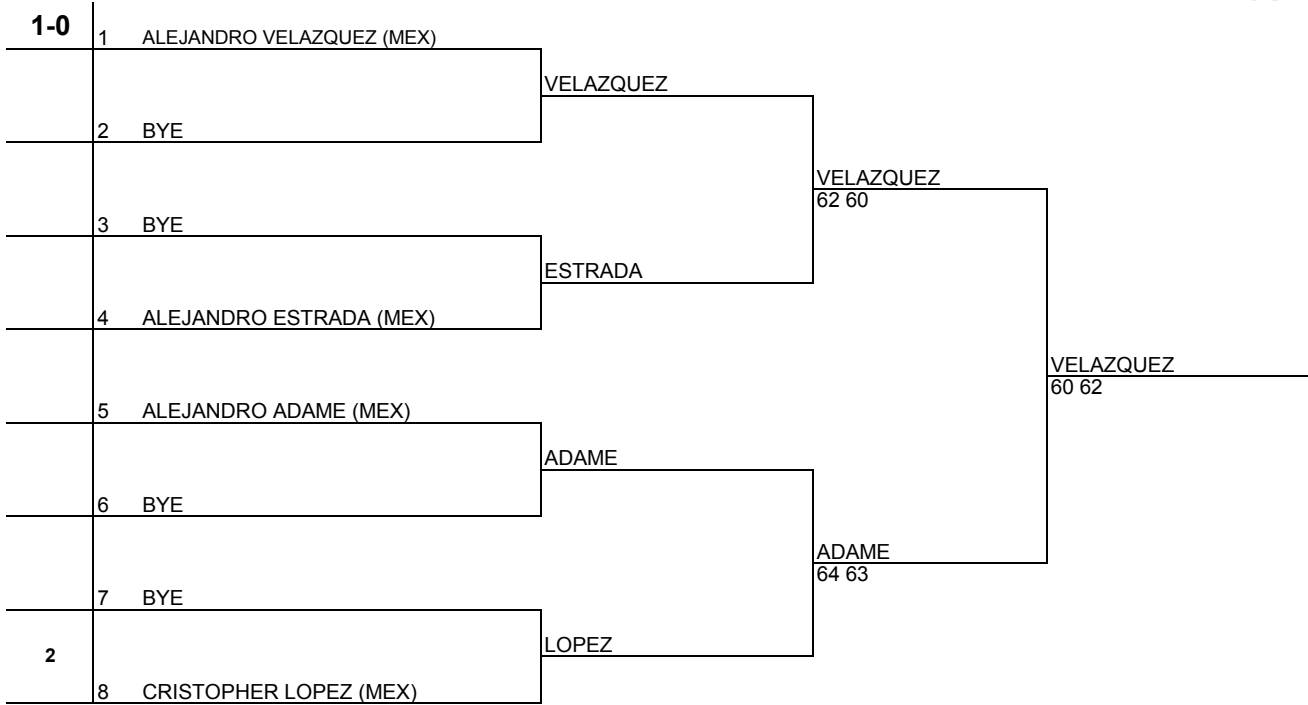 1-0
1 ALEJANDRO VELAZQUEZ (MEX)
VELAZQUEZ
2 BYE
VELAZQUEZ
62 60
3 BYE
ESTRADA
4 ALEJANDRO ESTRADA (MEX)
VELAZQUEZ
60 62
5 ALEJANDRO ADAME (MEX)
ADAME
6 BYE
ADAME
64 63
7 BYE
LOPEZ
2
8 CRISTOPHER LOPEZ (MEX)